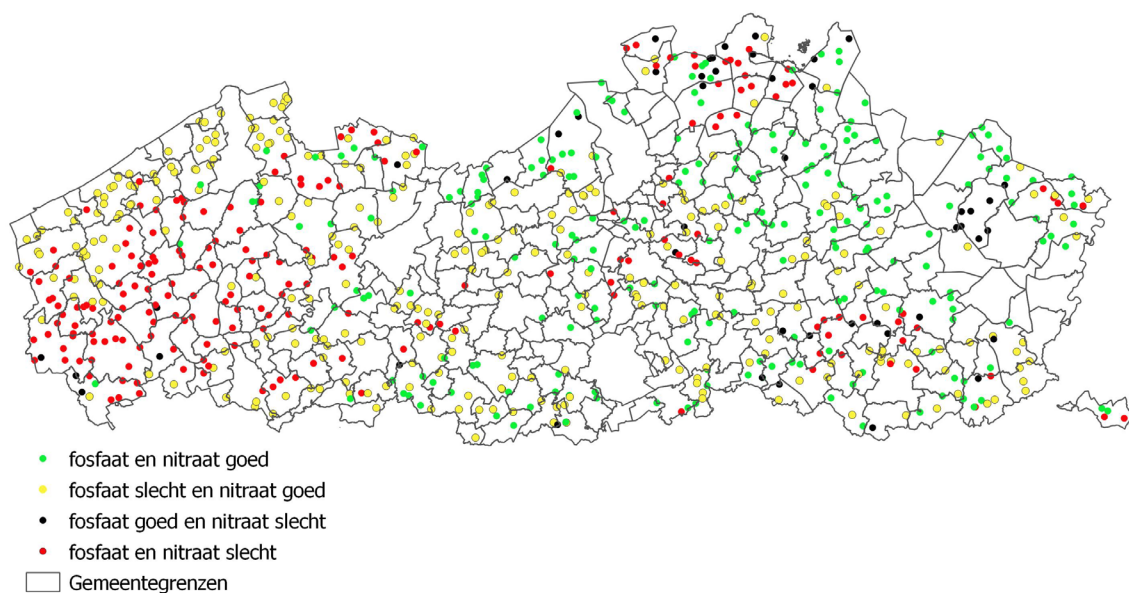 fosfaat en nitraat goed
fosfaat slecht en nitraat goed
fosfaat goed en nitraat slecht
fosfaat en nitraat slecht
Gemeentegrenzen